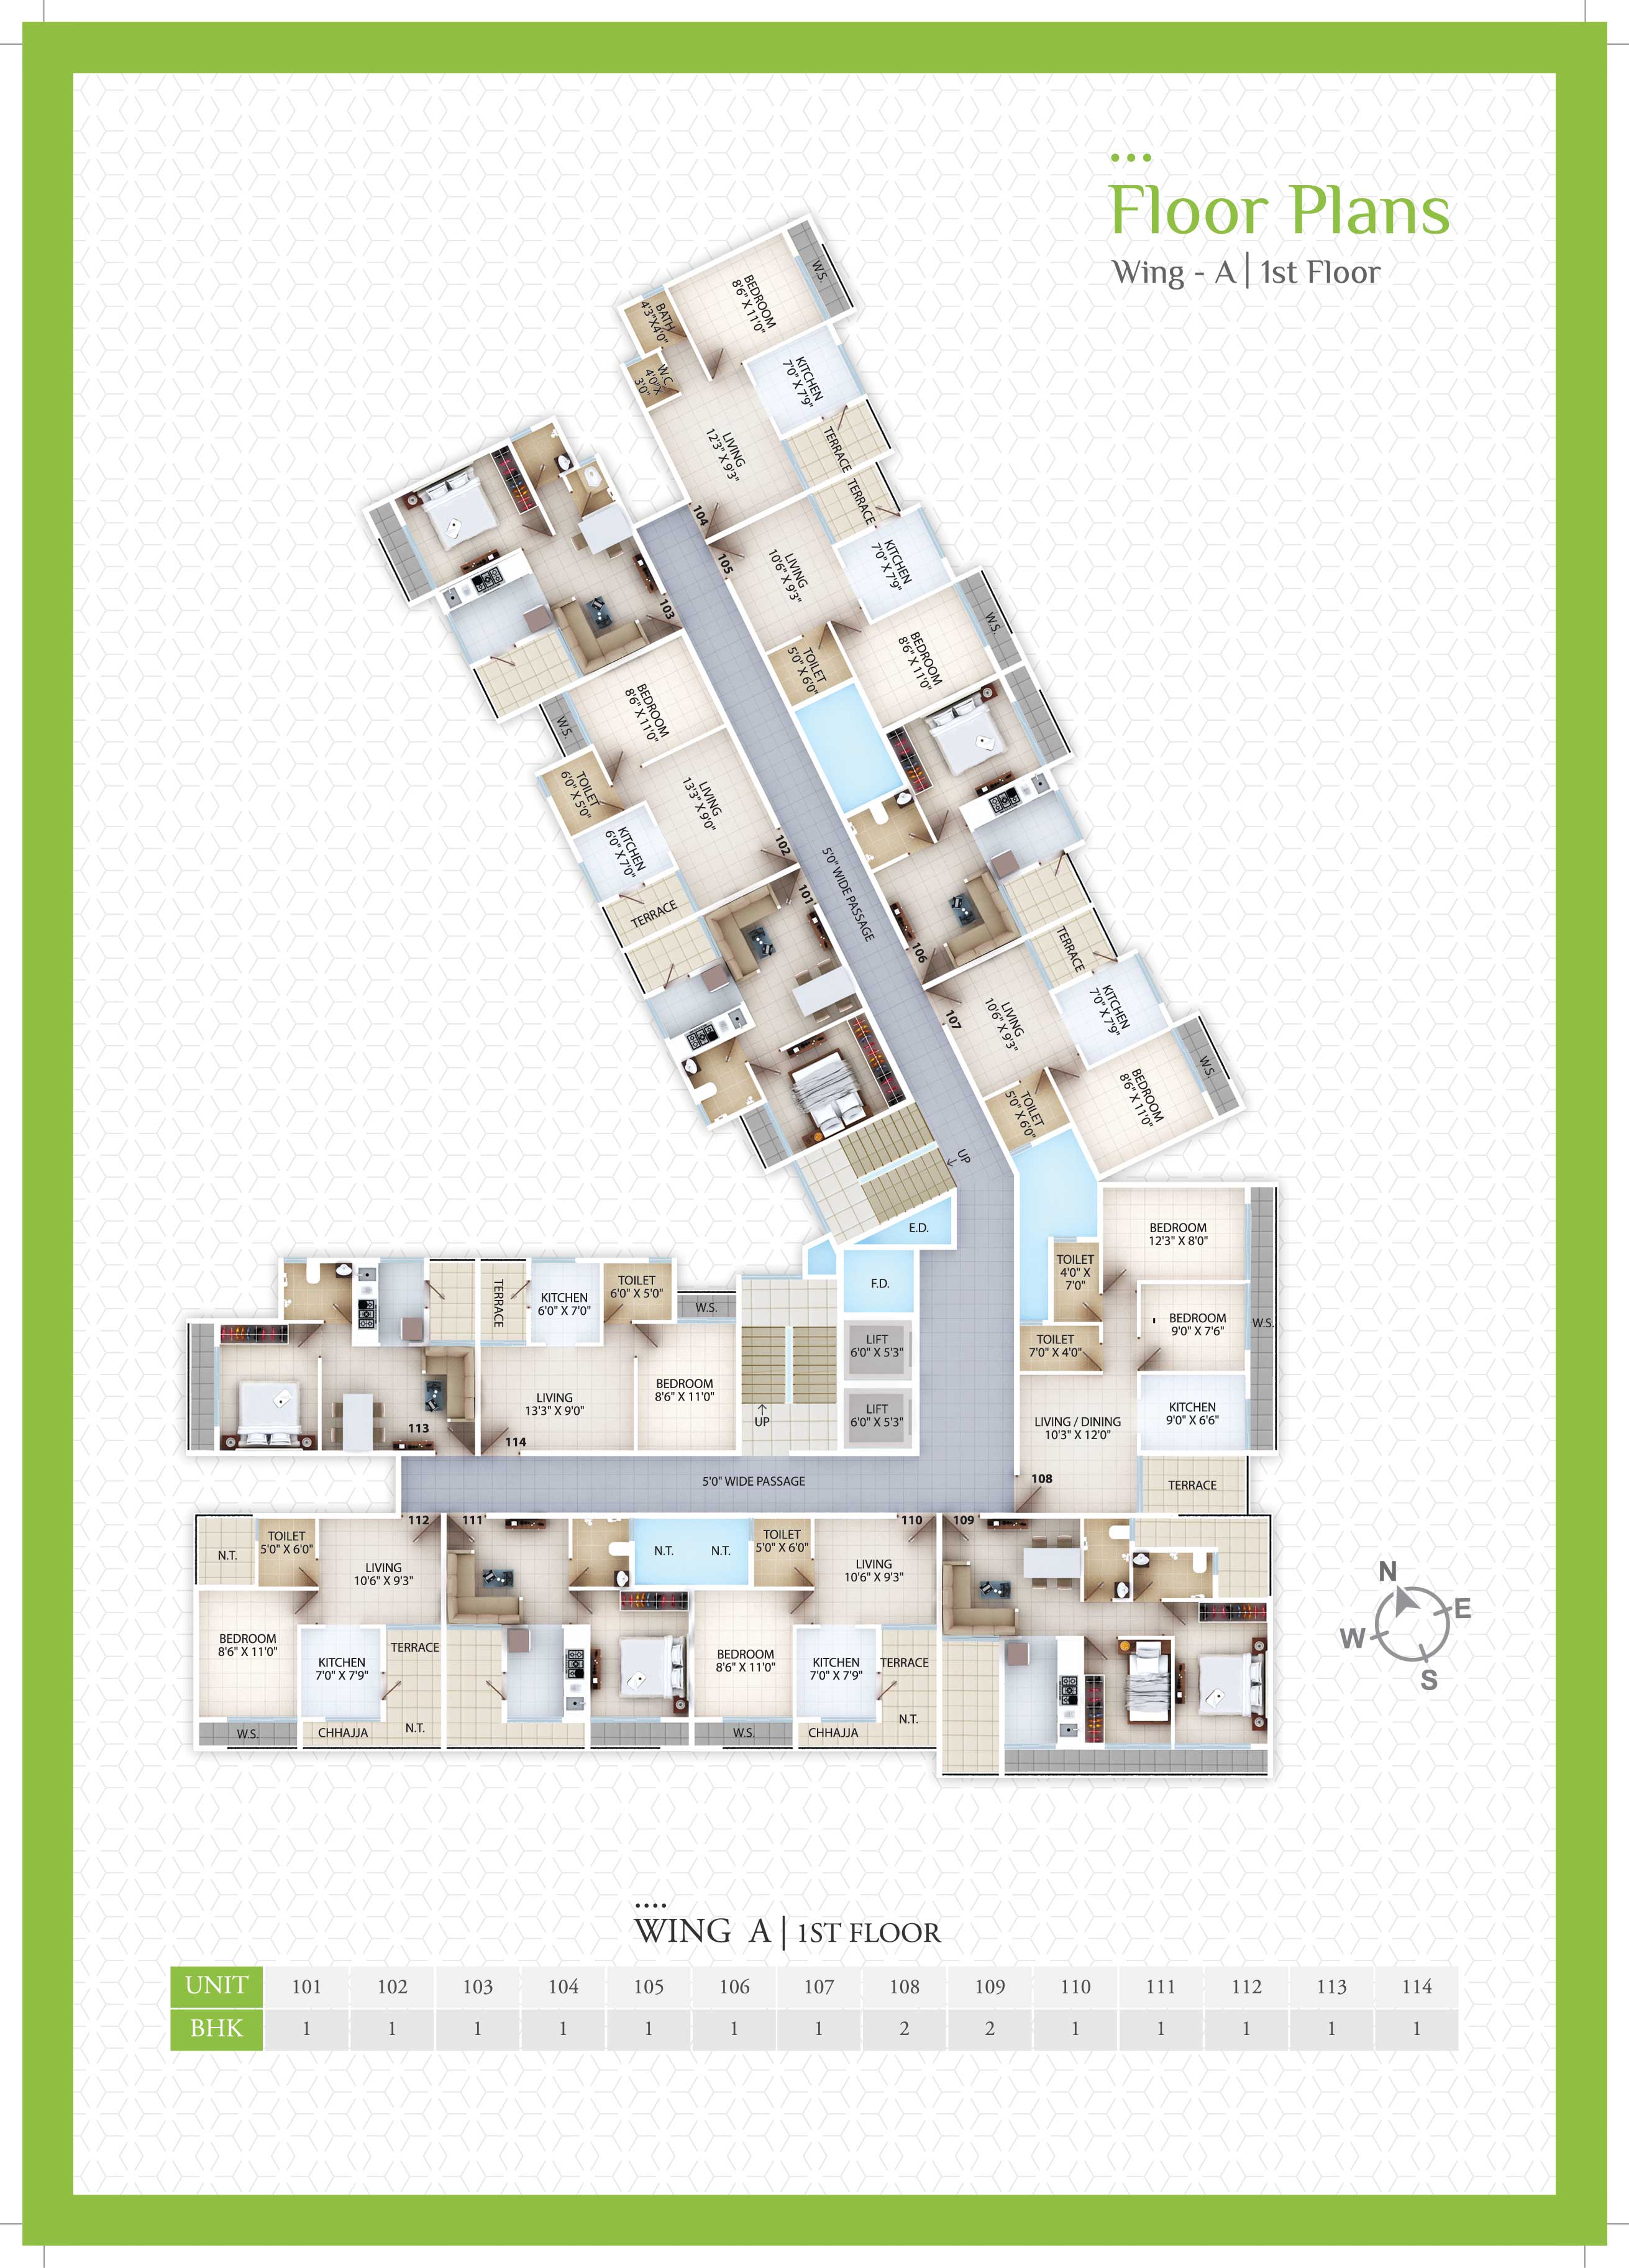 Floor Plans
Wing - A | 1st Floor
W.S.
BEDROOM
8'6" X 11'0"
BATH
4'3"X4'0"
W.C.
4'0"X
3'0"
KITCHEN
7'0" X 7'9"
LIVING
12'3" X 9'3"
TERRACE
104
TERRACE
105
LIVING
10'6" X 9'3"
KITCHEN
7'0" X 7'9"
103
W.S.
BEDROOM
8'6" X 11'0"
TOILET
5'0" X 6'0"
BEDROOM
8'6" X 11'0"
W.S.
TOILET
6'0" X 5'0"
LIVING
13'3" X 9'0"
KITCHEN
6'0" X 7'0"
102
TERRACE
101
5'0" WIDE PASSAGE
106
TERRACE
107
LIVING
10'6" X 9'3"
KITCHEN
7'0" X 7'9"
W.S.
BEDROOM
8'6" X 11'0"
TOILET
5'0" X 6'0"
UP
E.D.
F.D.
BEDROOM
12'3" X 8'0"
TOILET
4'0" X
7'0"
BEDROOM
9'0" X 7'6"
W.S.
TOILET
7'0" X 4'0"
KITCHEN
9'0" X 6'6"
LIVING / DINING
10'3" X 12'0"
108
TERRACE
LIFT
6'0" X 5'3"
LIFT
6'0" X 5'3"
TERRACE
KITCHEN
6'0" X 7'0"
TOILET
6'0" X 5'0"
W.S.
LIVING
13'3" X 9'0"
BEDROOM
8'6" X 11'0"
UP
113
114
5'0" WIDE PASSAGE
112
111
110
109
N.T.
TOILET
5'0" X 6'0"
LIVING
10'6" X 9'3"
N.T.
N.T.
TOILET
5'0" X 6'0"
LIVING
10'6" X 9'3"
BEDROOM
8'6" X 11'0"
KITCHEN
7'0" X 7'9"
TERRACE
BEDROOM
8'6" X 11'0"
KITCHEN
7'0" X 7'9"
TERRACE
W.S.
CHHAJJA
N.T.
W.S.
CHHAJJA
N.T.
N
E
W
S
WING A | 1ST FLOOR
UNIT 101 102 103 104 105 106 107 108 109 110 111 112 113 114
BHK 1 1 1 1 1 1 1 2 2 1 1 1 1 1